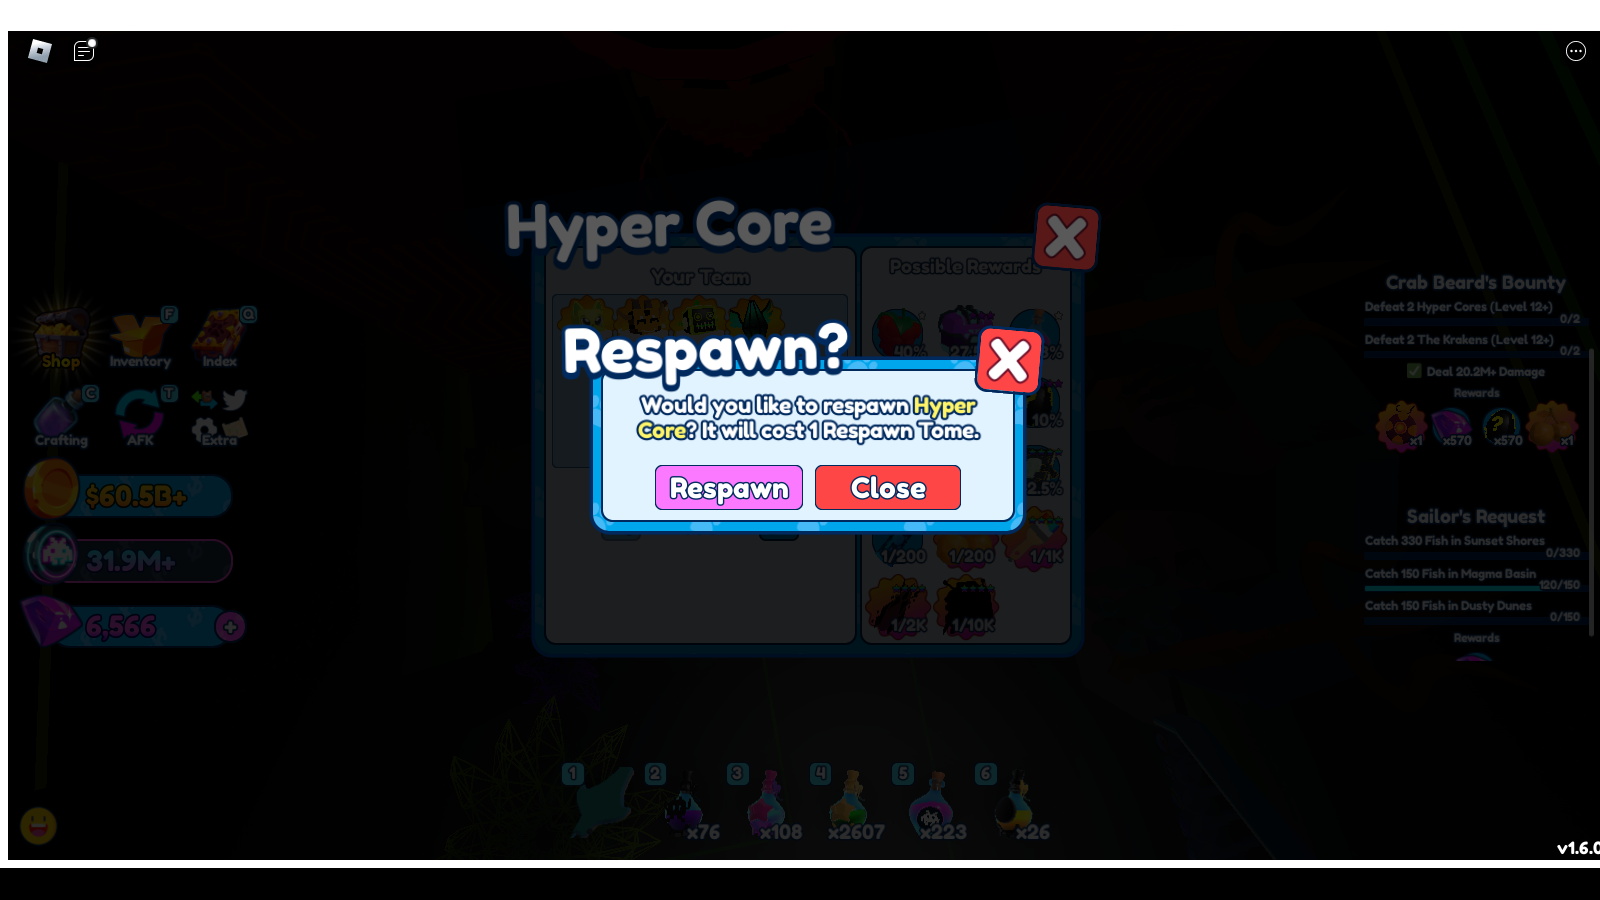 Hyper Core
Your Team
Possible Rewards
40%
10%
2.5%
1/200
1/200
1/1K
1/2K
1/10K
Respawn?
Would you like to respawn Hyper
Core? It will cost 1 Respawn Tome.
Respawn
Close
F
Q
Shop
Inventory
Index
C
T
Crafting
AFK
Extra
$60.5B+
31.9M+
6,566
+
Crab Beard's Bounty
Defeat 2 Hyper Cores (Level 12+)
0/2
Defeat 2 The Krakens (Level 12+)
0/2
Deal 20.2M+ Damage
Rewards
x1
x570
x570
x1
Sailor's Request
Catch 330 Fish in Sunset Shores
0/330
Catch 150 Fish in Magma Basin
120/150
Catch 150 Fish in Dusty Dunes
0/150
Rewards
1
2
3
4
5
6
x76
x108
x2607
x223
x26
v1.6.0